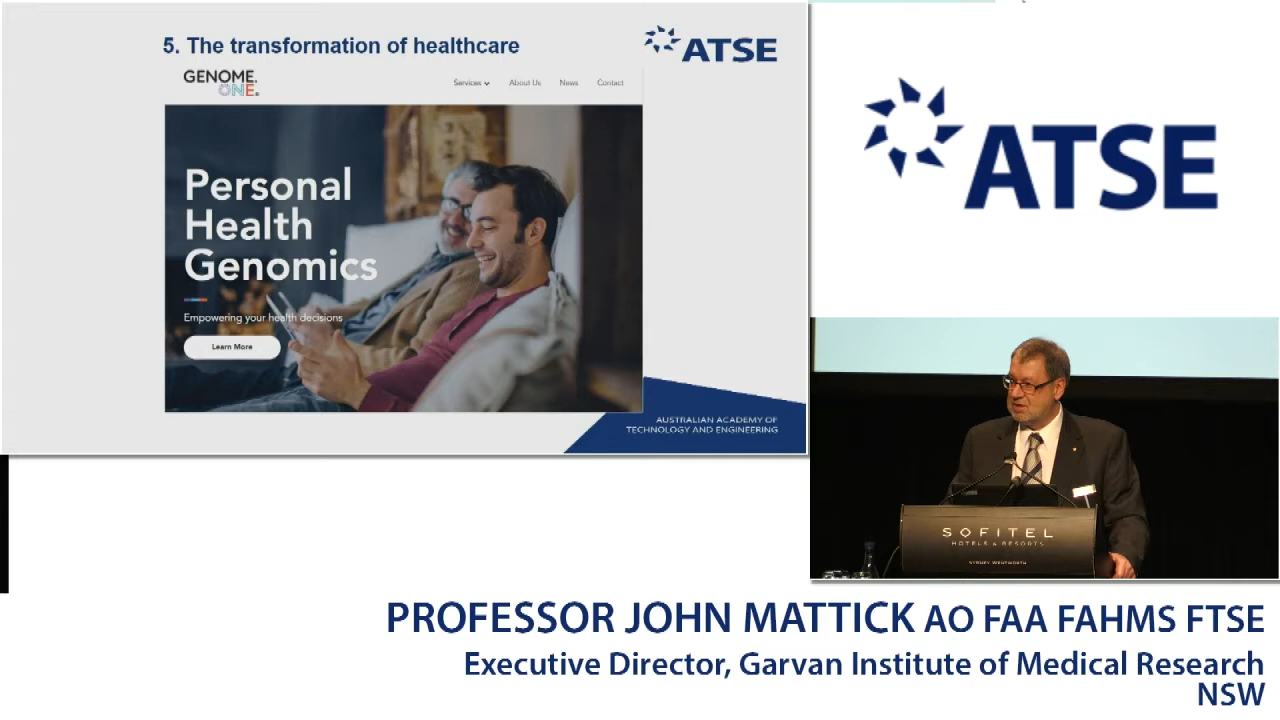 5. The transformation of healthcare
ATSE
GENOME.
ONE.
Services
About Us
News
Contact
Personal
Health
Genomics
Empowering your health decisions
Learn More
AUSTRALIAN ACADEMY OF
TECHNOLOGY AND ENGINEERING
ATSE
SOFITEL
HOTELS & RESORTS
SYDNEY WENTWORTH
PROFESSOR JOHN MATTICK AO FAA FAHMS FTSE
Executive Director, Garvan Institute of Medical Research
NSW